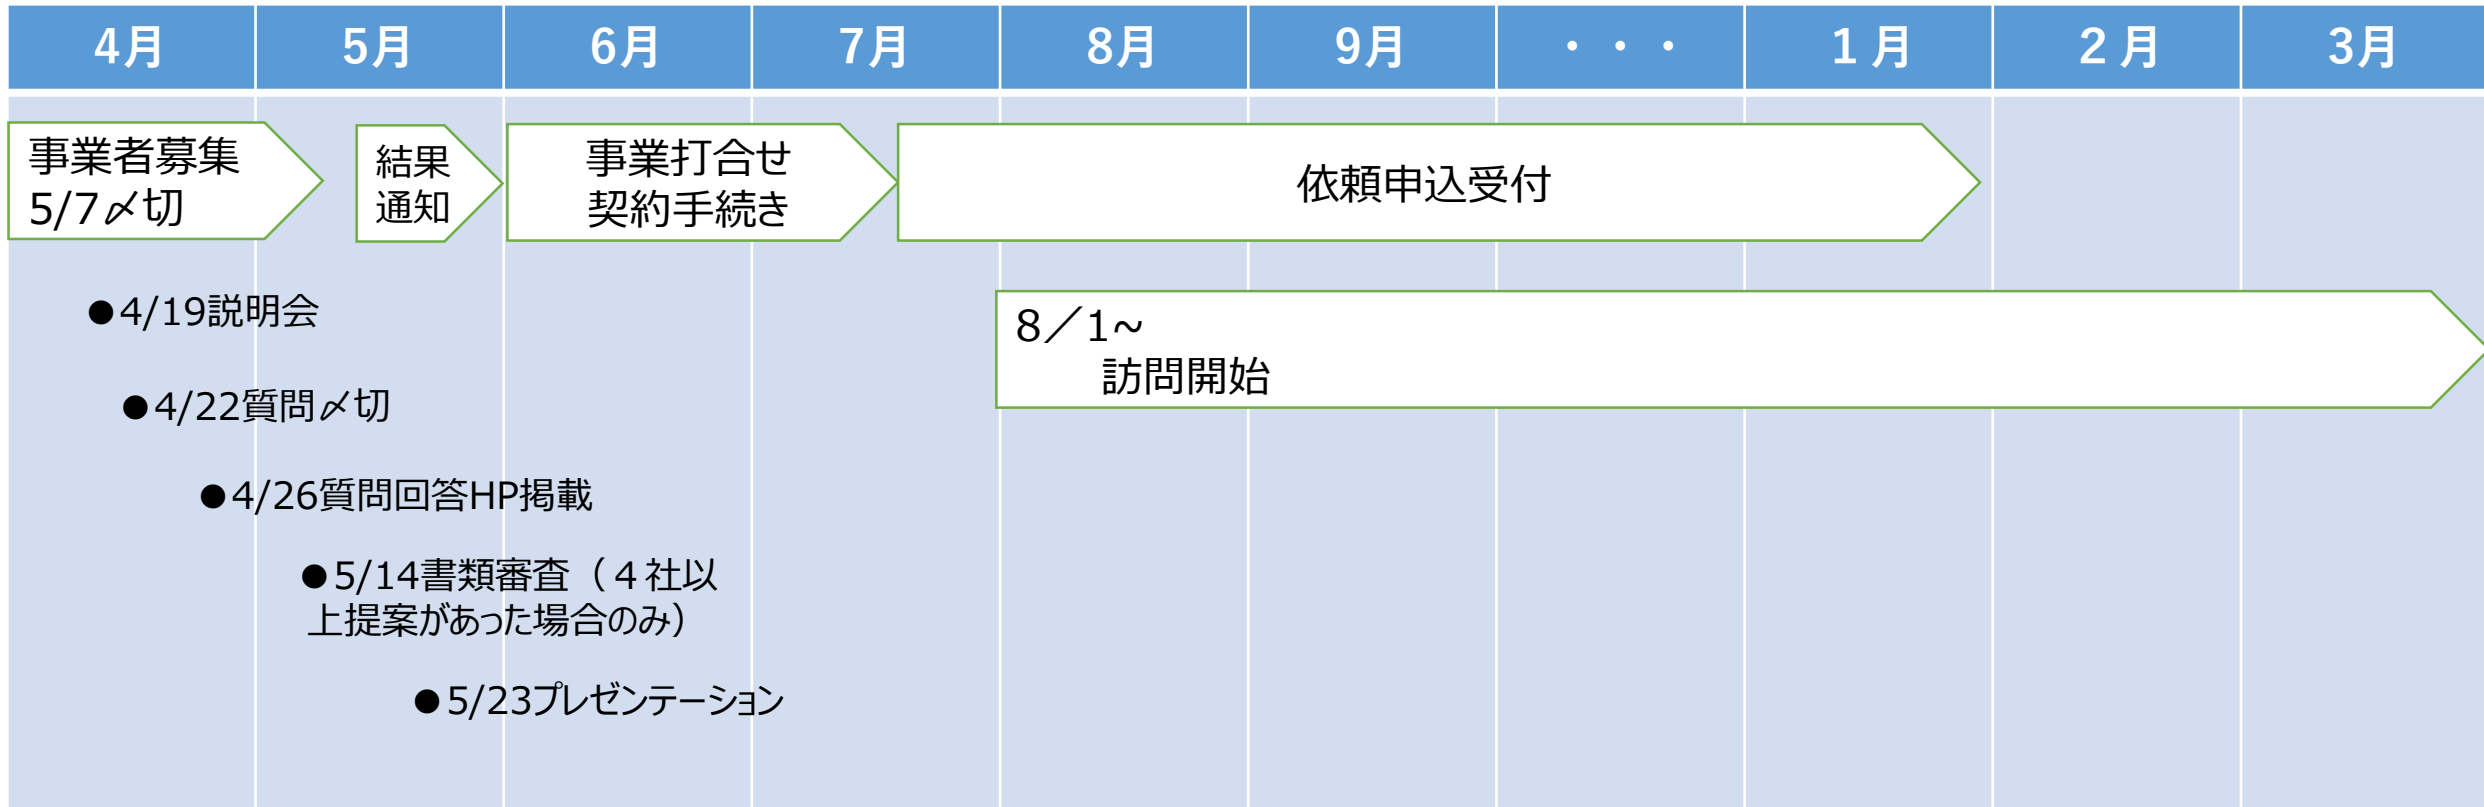 4月 5月 6月 7月 8月 9月 ・・・ １月 ２月 3月
事業者募集
5/7〆切
結果
通知
事業打合せ
契約手続き
依頼申込受付
●4/19説明会
8／1~
訪問開始
●4/22質問〆切
●4/26質問回答HP掲載
●5/14書類審査（４社以
上提案があった場合のみ）
●5/23プレゼンテーション